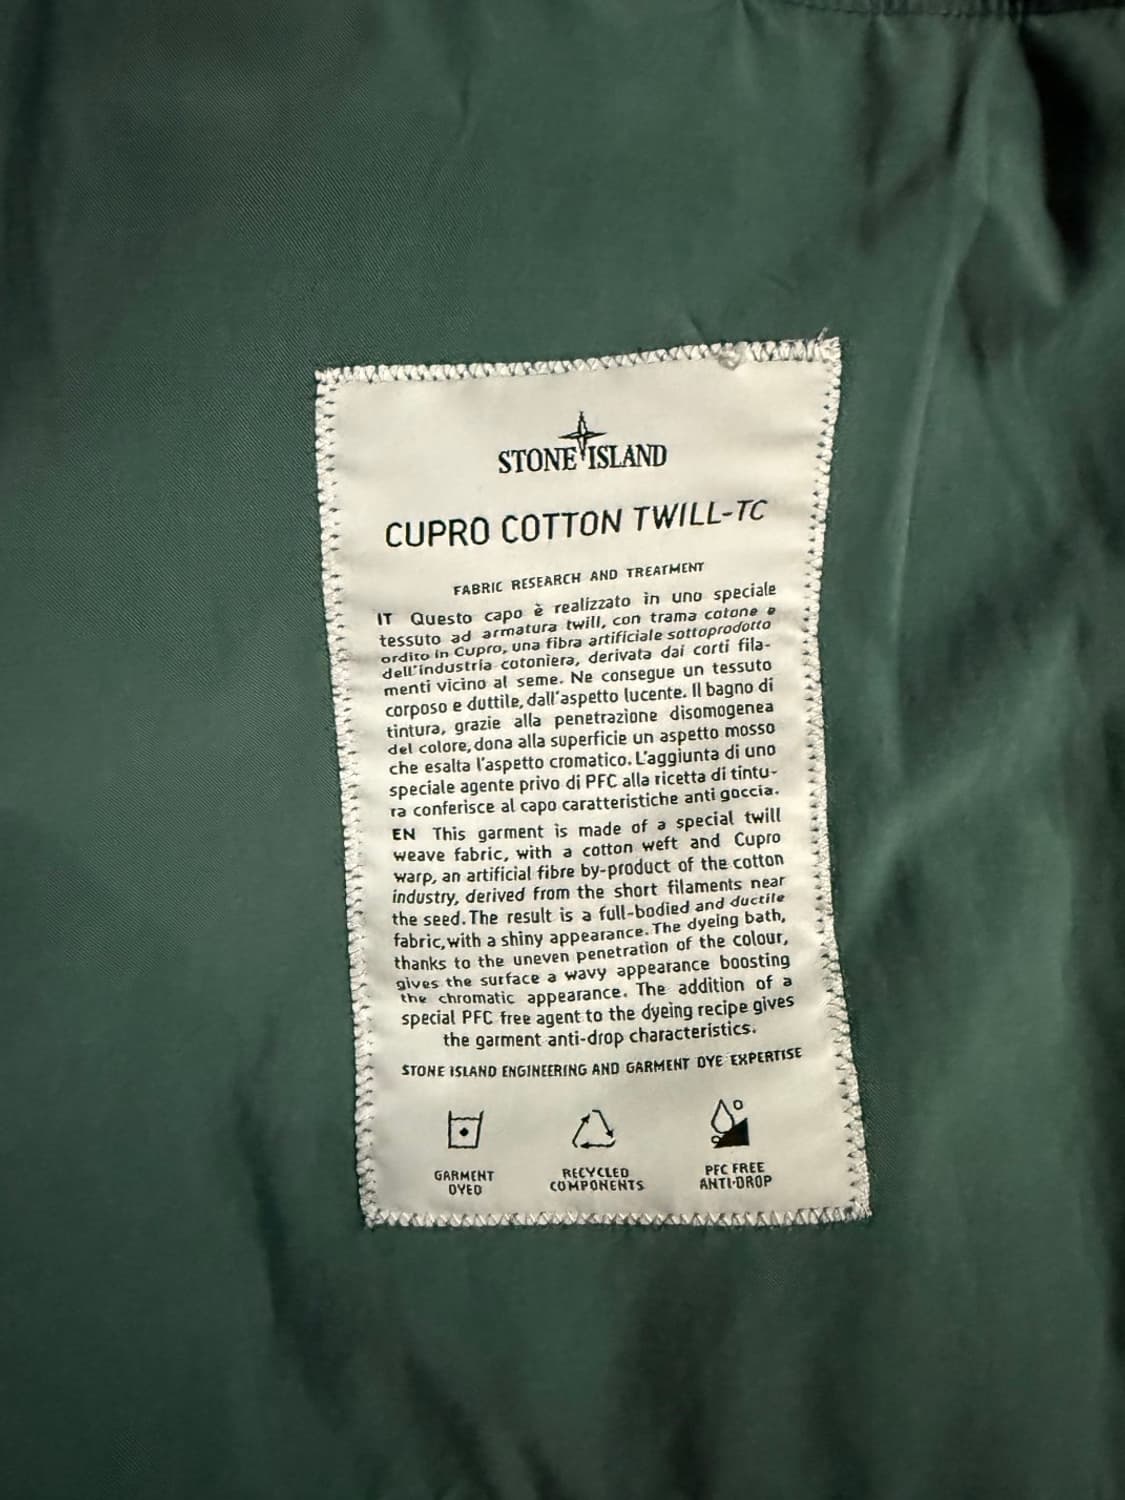 STONE ISLAND
CUPRO COTTON TWILL-TC
FABRIC RESEARCH AND TREATMENT
IT Questo capo è realizzato in uno speciale
tessuto ad armatura twill, con trama cotone e
ordito in Cupro, una fibra artificiale sottoprodotto
dell'industria cotoniera, derivata dai corti fila-
menti vicino al seme. Ne consegue un tessuto
corposo e duttile, dall'aspetto lucente. Il bagno di
tintura, grazie alla penetrazione disomogenea
del colore, dona alla superficie un aspetto mosso
che esalta l'aspetto cromatico. L'aggiunta di uno
speciale agente privo di PFC alla ricetta di tintu-
ra conferisce al capo caratteristiche anti goccia.
EN This garment is made of a special twill
weave fabric, with a cotton weft and Cupro
warp, an artificial fibre by-product of the cotton
industry, derived from the short filaments near
the seed. The result is a full-bodied and ductile
fabric, with a shiny appearance. The dyeing bath,
thanks to the uneven penetration of the colour,
gives the surface a wavy appearance boosting
the chromatic appearance. The addition of a
special PFC free agent to the dyeing recipe gives
the garment anti-drop characteristics.
STONE ISLAND ENGINEERING AND GARMENT DYE EXPERTISE
GARMENT
DYED
RECYCLED
COMPONENTS
PFC FREE
ANTI-DROP